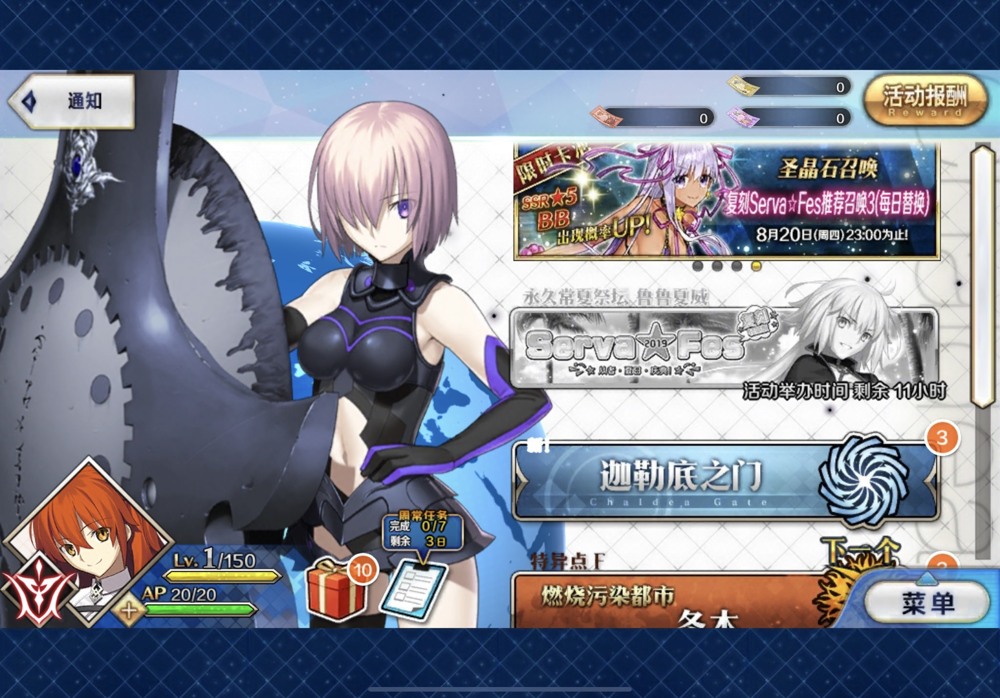 通知
0
0
0
活动报酬
Reward
限时卡池
SSR★5
BB
出现概率UP!
圣晶石召唤
复刻Serva☆Fes推荐召唤3(每日替换)
8月20日(周四)23:00为止!
永久常夏祭坛 鲁鲁夏威
复刻
Serva★Fes
2019
☆从者·夏日·庆典!☆
活动举办时间 剩余 11小时
新!
3
迦勒底之门
Chaldea Gate
周常任务
完成 0/7
剩余 3日
下一个
特异点 F
燃烧污染都市
冬木
Lv. 1/150
AP 20/20
10
菜单